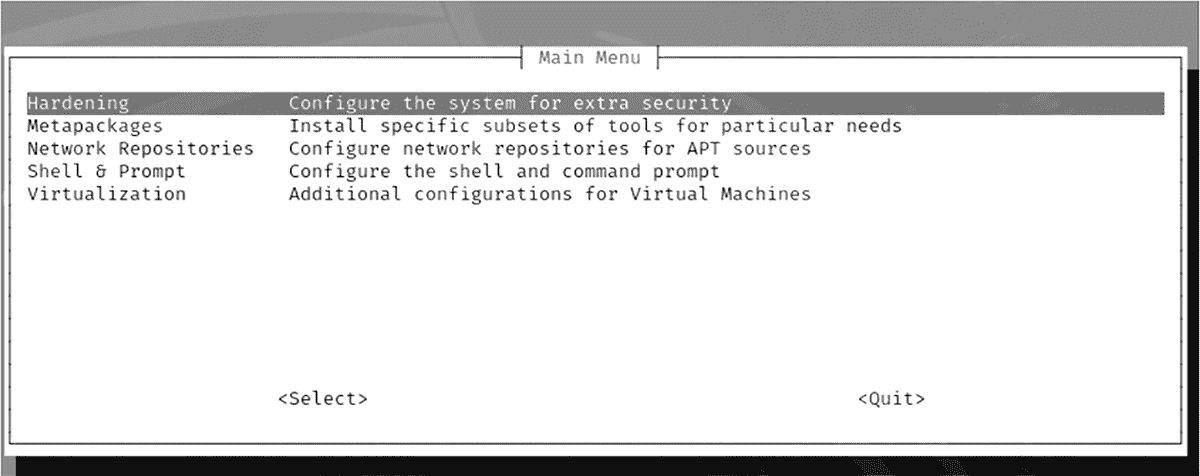 Main Menu
Hardening Configure the system for extra security
Metapackages Install specific subsets of tools for particular needs
Network Repositories Configure network repositories for APT sources
Shell & Prompt Configure the shell and command prompt
Virtualization Additional configurations for Virtual Machines
<Select> <Quit>